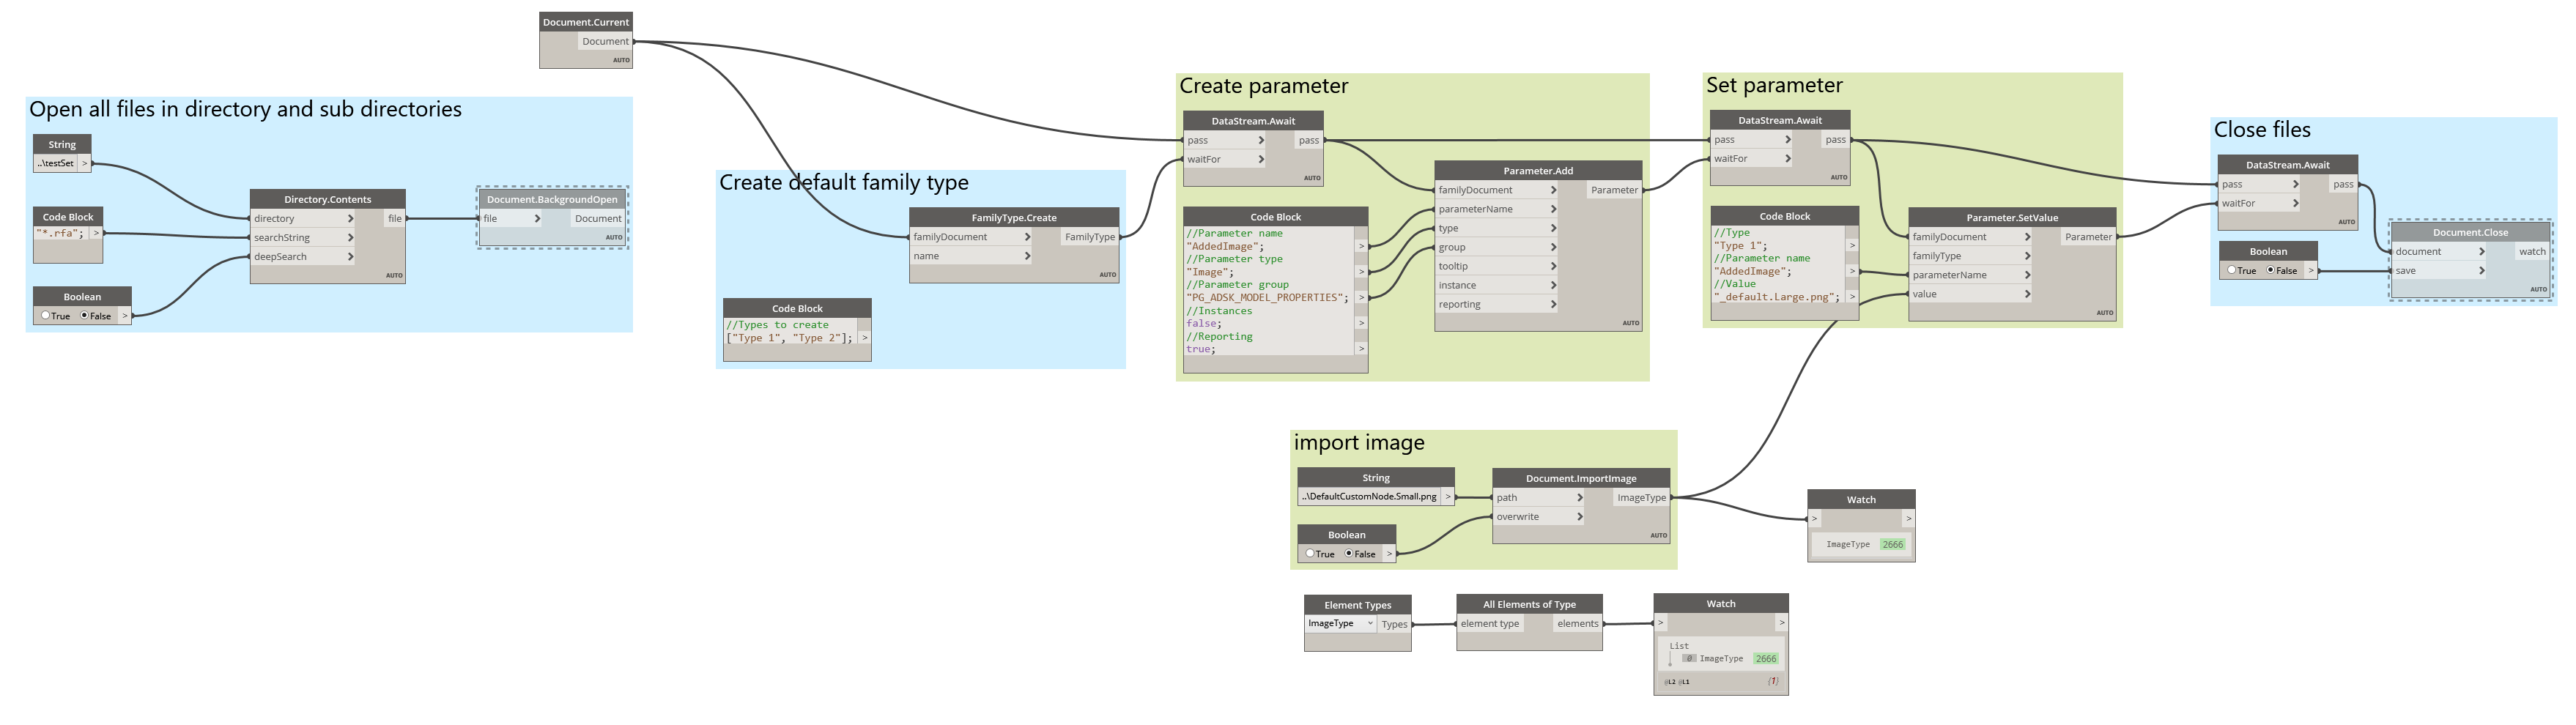 Document.Current
Document
AUTO
Open all files in directory and sub directories
String
..\testSet >
Code Block
"*.rfa"; >
Boolean
True False >
Directory.Contents
directory > file
searchString >
deepSearch >
AUTO
Document.BackgroundOpen
file > Document
AUTO
Create default family type
FamilyType.Create
familyDocument > FamilyType
name >
AUTO
Code Block
//Types to create
["Type 1", "Type 2"]; >
Create parameter
DataStream.Await
pass > pass
waitFor >
AUTO
Code Block
//Parameter name
"AddedImage"; >
//Parameter type
"Image"; >
//Parameter group
"PG_ADSK_MODEL_PROPERTIES"; >
//Instances
false; >
//Reporting
true; >
Parameter.Add
familyDocument > Parameter
parameterName >
type >
group >
tooltip >
instance >
reporting >
AUTO
Set parameter
DataStream.Await
pass > pass
waitFor >
AUTO
Code Block
//Type
"Type 1"; >
//Parameter name
"AddedImage"; >
//Value
"_default.Large.png"; >
Parameter.SetValue
familyDocument > Parameter
familyType >
parameterName >
value >
AUTO
Close files
DataStream.Await
pass > pass
waitFor >
AUTO
Boolean
True False >
Document.Close
document > watch
save >
AUTO
import image
String
..\DefaultCustomNode.Small.png >
Boolean
True False >
Document.ImportImage
path > ImageType
overwrite >
AUTO
Watch
> >
ImageType 2666
Element Types
ImageType Types
All Elements of Type
element type elements
Watch
> >
List
0 ImageType 2666
@L2 @L1 {1}